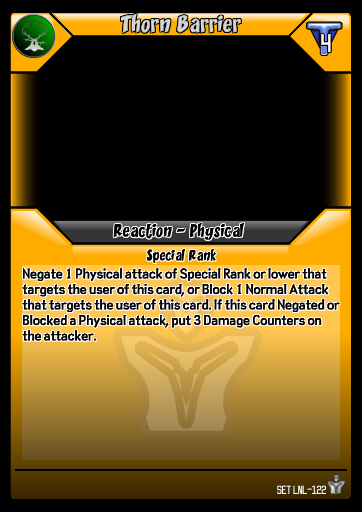 Thorn Barrier
4
Reaction - Physical
Special Rank
Negate 1 Physical attack of Special Rank or lower that
targets the user of this card, or Block 1 Normal Attack
that targets the user of this card. If this card Negated or
Blocked a Physical attack, put 3 Damage Counters on
the attacker.
SET LNL-122